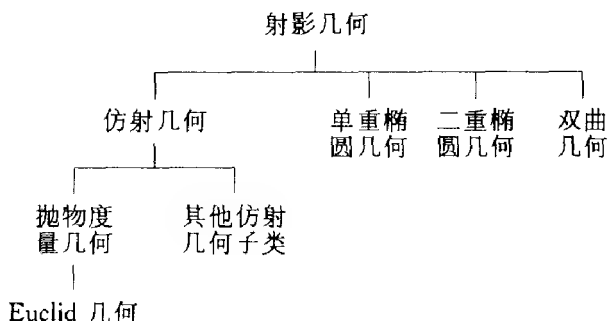 射影几何
仿射几何 单重椭 二重椭 双曲
圆几何 圆几何 几何
抛物度 其他仿射
量几何 几何子类
Euclid 几何